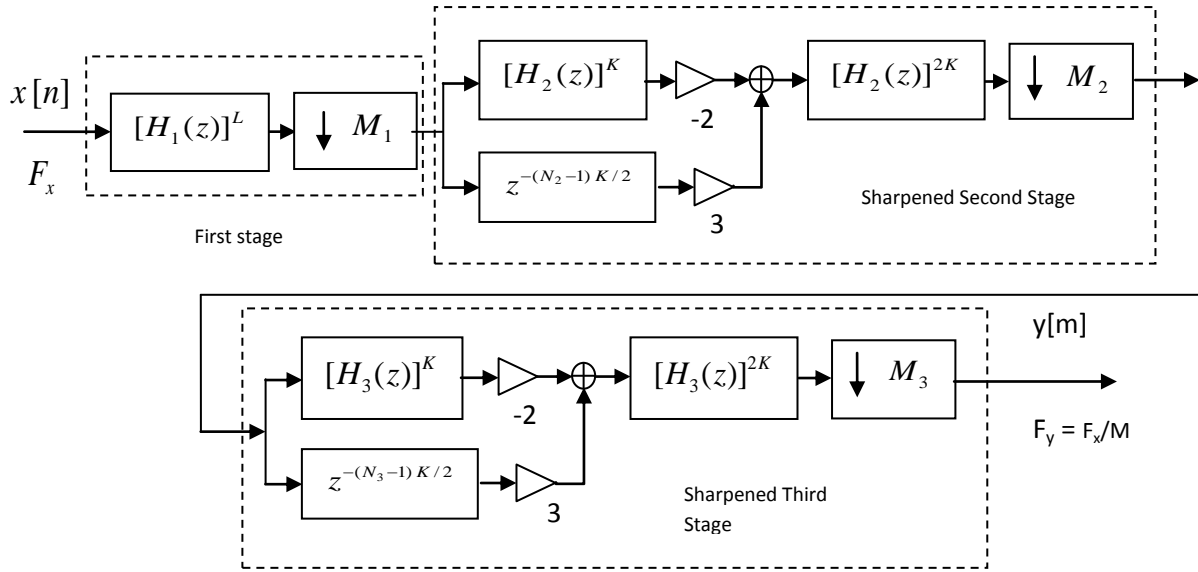 x[n]
F_x
[H_1(z)]^L
↓ M_1
First stage
[H_2(z)]^K
-2
[H_2(z)]^{2K}
↓ M_2
z^{-(N_2-1)K/2}
3
Sharpened Second Stage
y[m]
[H_3(z)]^K
-2
[H_3(z)]^{2K}
↓ M_3
F_y = F_x/M
z^{-(N_3-1)K/2}
3
Sharpened Third
Stage